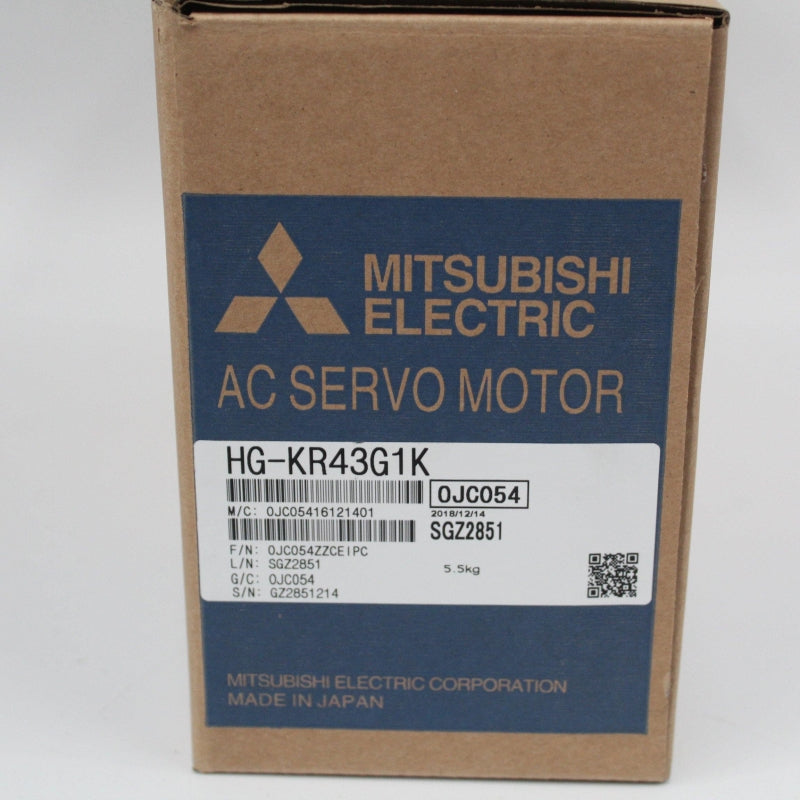 MITSUBISHI
ELECTRIC
AC SERVO MOTOR
HG-KR43G1K
0JC054
M/C: 0JC05416121401
2018/12/14
SGZ2851
F/N: 0JC054ZZCEIPC
L/N: SGZ2851
5.5kg
G/C: 0JC054
S/N: GZ2851214
MITSUBISHI ELECTRIC CORPORATION
MADE IN JAPAN